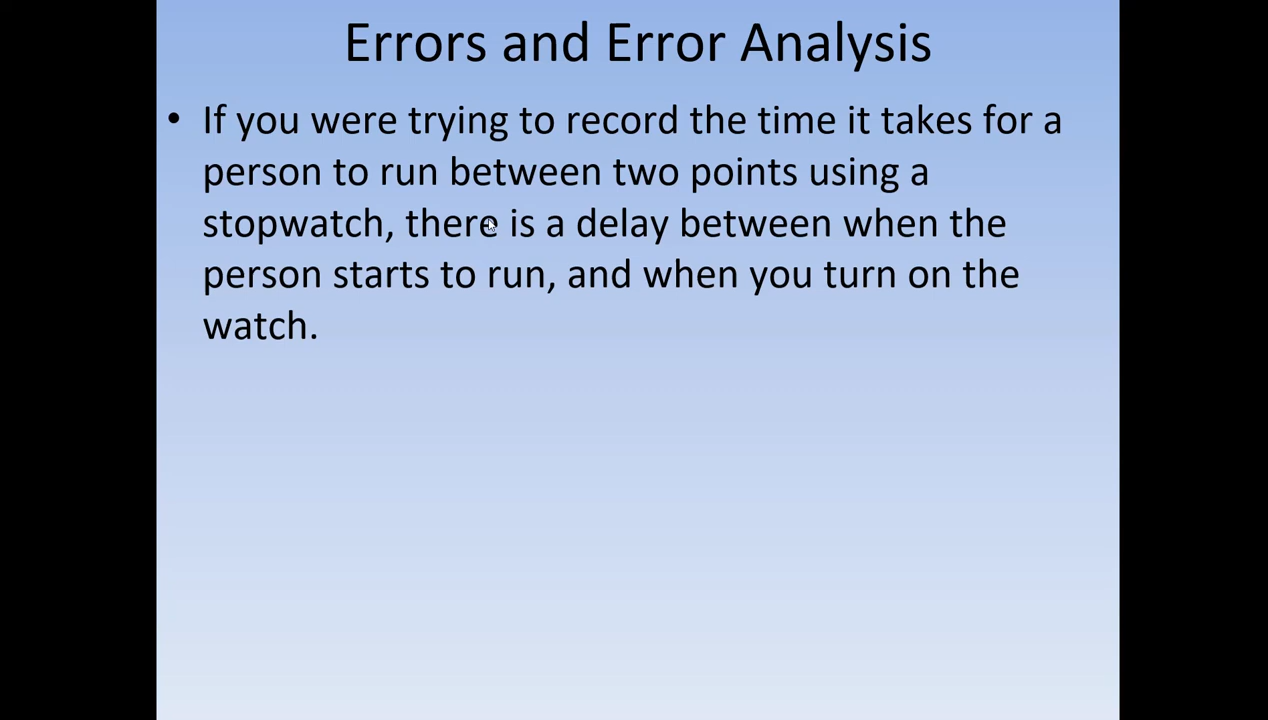 Errors and Error Analysis
• If you were trying to record the time it takes for a
person to run between two points using a
stopwatch, there is a delay between when the
person starts to run, and when you turn on the
watch.